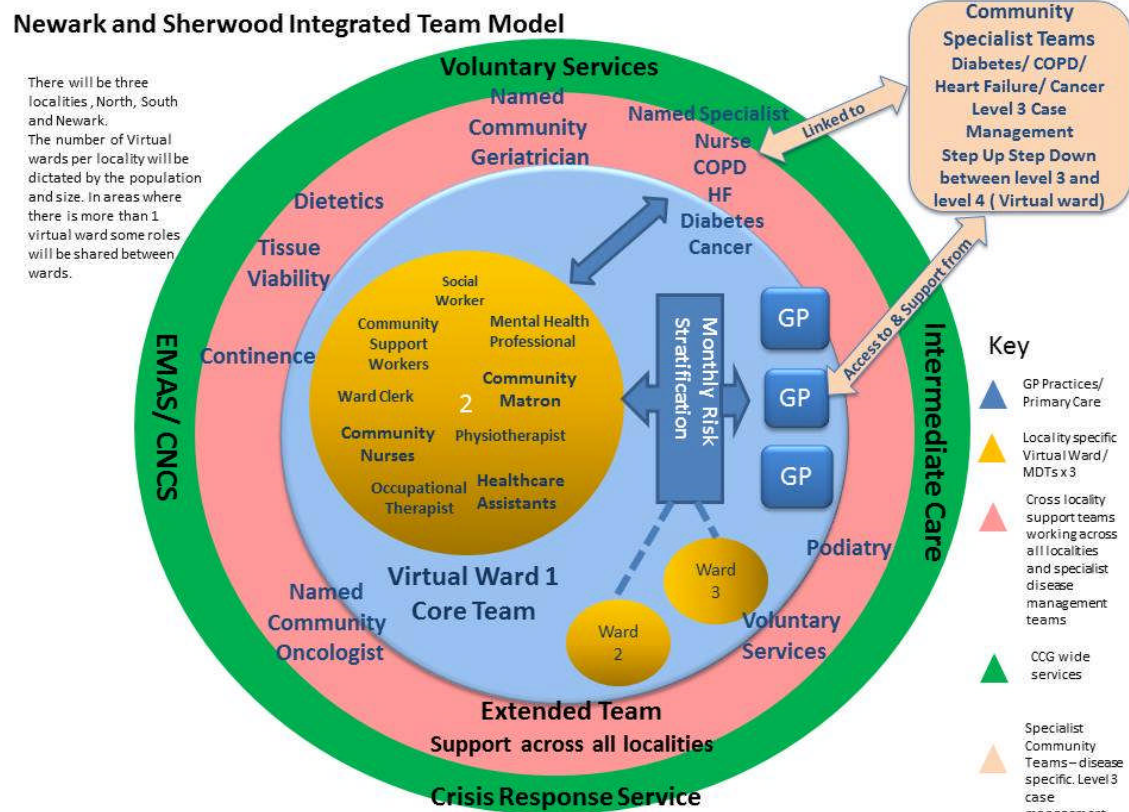 Newark and Sherwood Integrated Team Model
There will be three
localities , North, South
and Newark.
The number of Virtual
wards per locality will be
dictated by the population
and size. In areas where
there is more than 1
virtual ward some roles
will be shared between
wards.
Community
Specialist Teams
Diabetes/ COPD/
Heart Failure/ Cancer
Level 3 Case
Management
Step Up Step Down
between level 3 and
level 4 ( Virtual ward)
Linked to
Access to & Support from
Voluntary Services
EMAS/ CNCS
Intermediate Care
Crisis Response Service
Named
Community
Geriatrician
Named Specialist
Nurse
COPD
HF
Diabetes
Cancer
Dietetics
Tissue
Viability
Continence
Named
Community
Oncologist
Podiatry
Voluntary
Services
Extended Team
Support across all localities
Social
Worker
Community
Support
Workers
Mental Health
Professional
Ward Clerk
2
Community
Matron
Community
Nurses
Physiotherapist
Occupational
Therapist
Healthcare
Assistants
Virtual Ward 1
Core Team
Monthly Risk
Stratification
GP
GP
GP
Ward
3
Ward
2
Key
GP Practices/
Primary Care
Locality specific
Virtual Ward /
MDTs x 3
Cross locality
support teams
working across
all localities
and specialist
disease
management
teams
CCG wide
services
Specialist
Community
Teams – disease
specific. Level 3
case
management